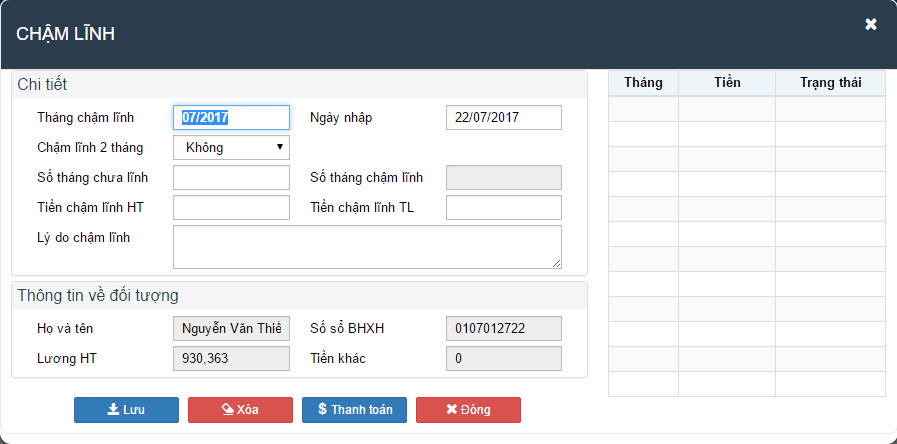 CHẬM LĨNH
Chi tiết
Tháng chậm lĩnh 07/2017 Ngày nhập 22/07/2017
Chậm lĩnh 2 tháng Không
Số tháng chưa lĩnh Số tháng chậm lĩnh
Tiền chậm lĩnh HT Tiền chậm lĩnh TL
Lý do chậm lĩnh
Thông tin về đối tượng
Họ và tên Nguyễn Văn Thiê Số sổ BHXH 0107012722
Lương HT 930,363 Tiền khác 0
Lưu Xóa $ Thanh toán Đóng
Tháng Tiền Trạng thái